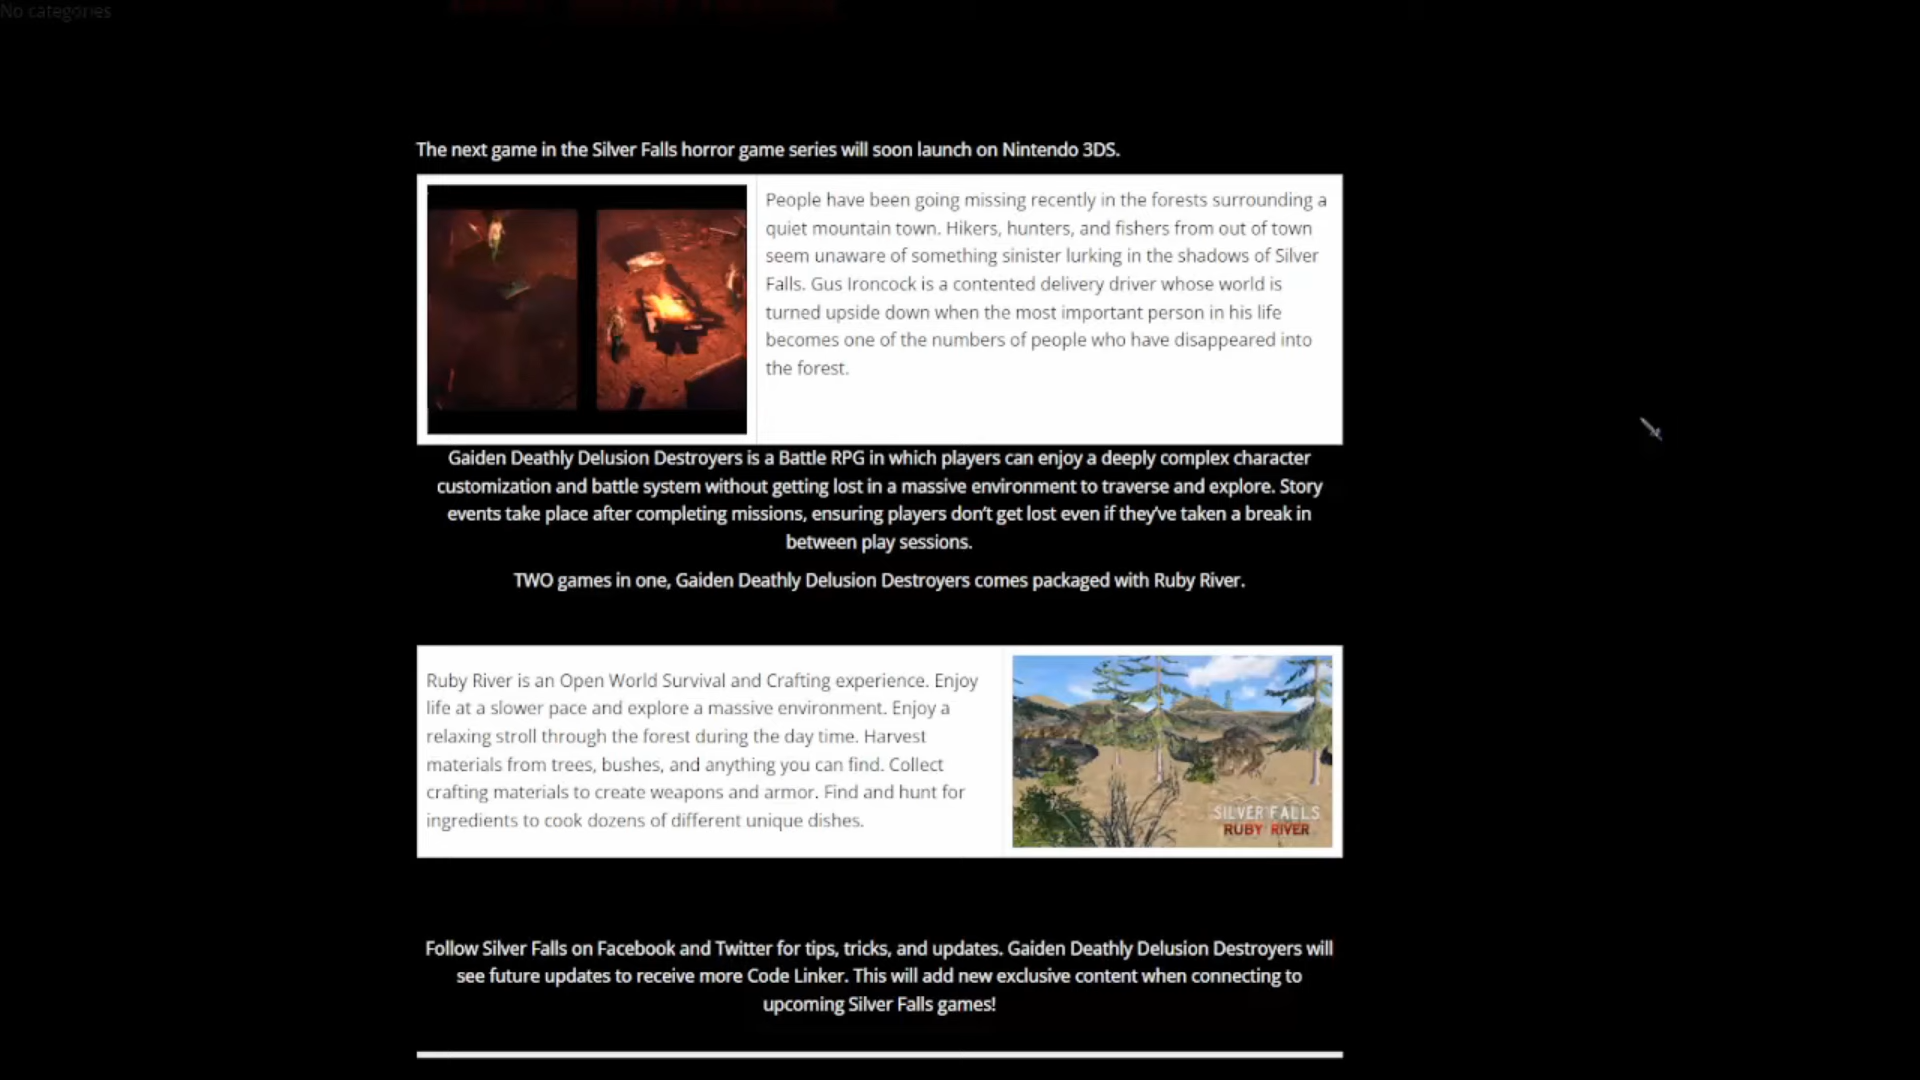 No categories
The next game in the Silver Falls horror game series will soon launch on Nintendo 3DS.
People have been going missing recently in the forests surrounding a
quiet mountain town. Hikers, hunters, and fishers from out of town
seem unaware of something sinister lurking in the shadows of Silver
Falls. Gus Ironcock is a contented delivery driver whose world is
turned upside down when the most important person in his life
becomes one of the numbers of people who have disappeared into
the forest.
Gaiden Deathly Delusion Destroyers is a Battle RPG in which players can enjoy a deeply complex character
customization and battle system without getting lost in a massive environment to traverse and explore. Story
events take place after completing missions, ensuring players don't get lost even if they've taken a break in
between play sessions.
TWO games in one, Gaiden Deathly Delusion Destroyers comes packaged with Ruby River.
Ruby River is an Open World Survival and Crafting experience. Enjoy
life at a slower pace and explore a massive environment. Enjoy a
relaxing stroll through the forest during the day time. Harvest
materials from trees, bushes, and anything you can find. Collect
crafting materials to create weapons and armor. Find and hunt for
ingredients to cook dozens of different unique dishes.
SILVER FALLS
RUBY RIVER
Follow Silver Falls on Facebook and Twitter for tips, tricks, and updates. Gaiden Deathly Delusion Destroyers will
see future updates to receive more Code Linker. This will add new exclusive content when connecting to
upcoming Silver Falls games!